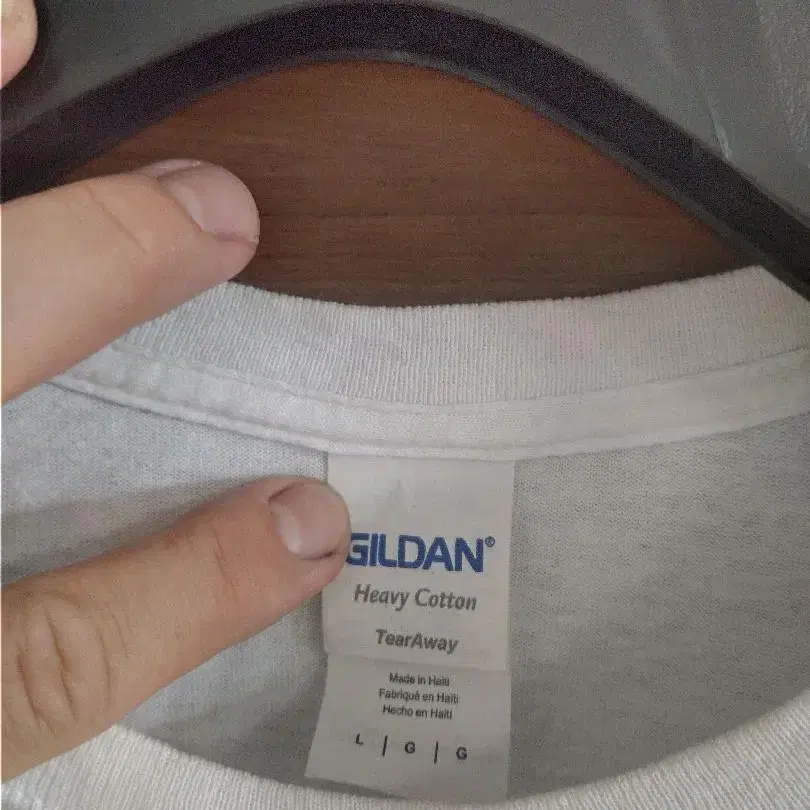 GILDAN®
Heavy Cotton
TearAway
Made in Haiti
Fabriqué en Haïti
Hecho en Haití
L | G | G